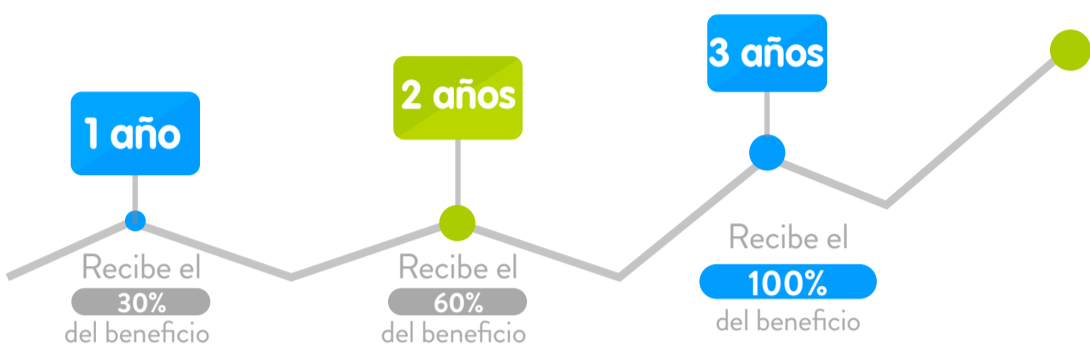 1 año
Recibe el
30%
del beneficio
2 años
Recibe el
60%
del beneficio
3 años
Recibe el
100%
del beneficio